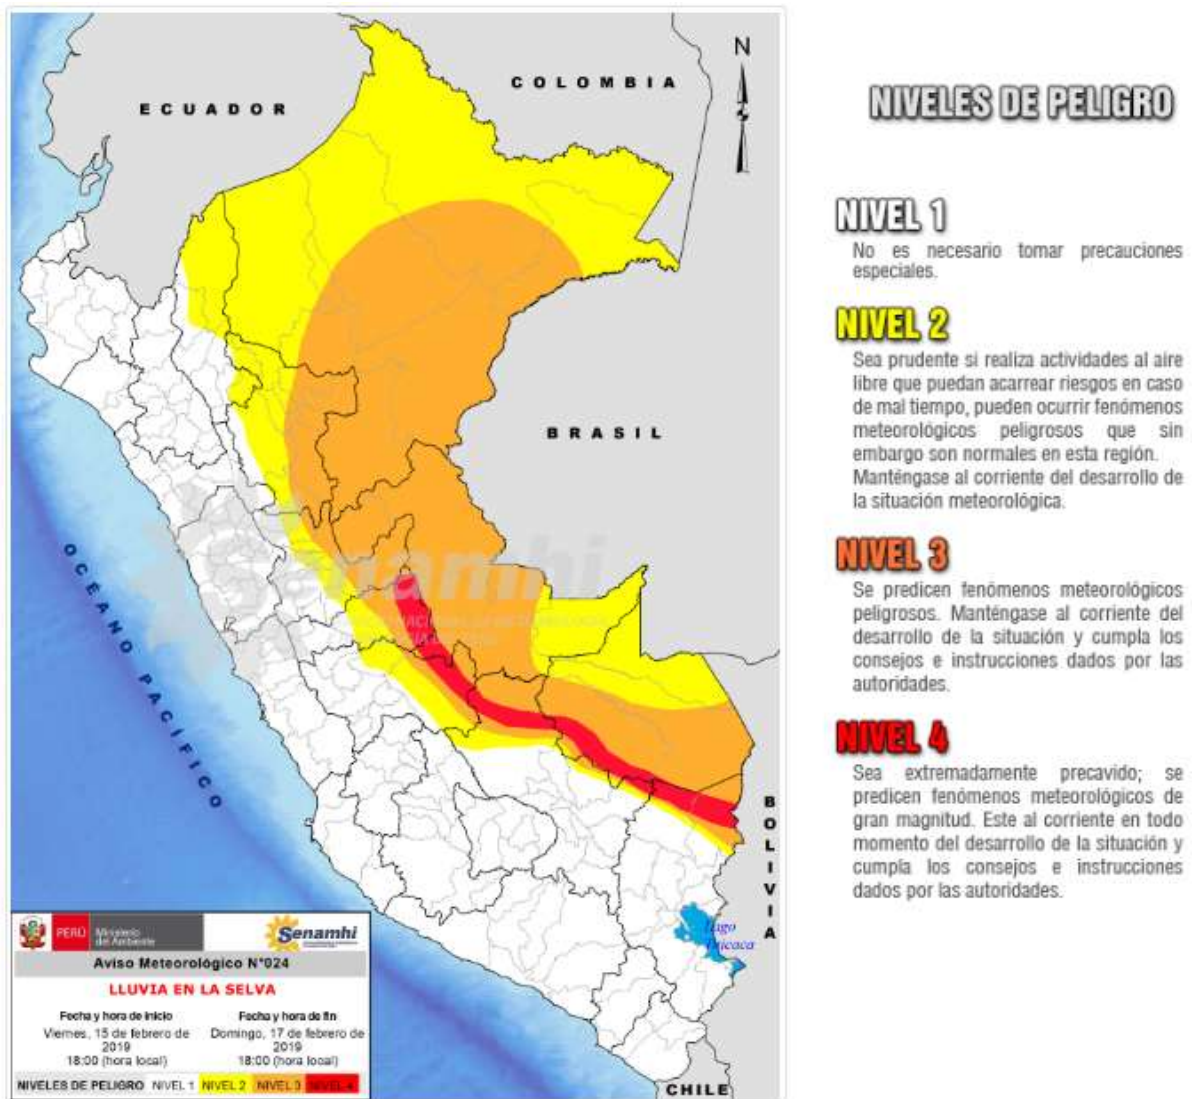 N
COLOMBIA
ECUADOR
BRASIL
OCÉANO PACÍFICO
BOLIVIA
Lago
Titicaca
CHILE
Senamhi
PERÚ
Ministerio
del Ambiente
Senamhi
Aviso Meteorológico N°024
LLUVIA EN LA SELVA
Fecha y hora de inicio
Viernes, 15 de febrero de
2019
18:00 (hora local)
Fecha y hora de fin
Domingo, 17 de febrero de
2019
18:00 (hora local)
NIVELES DE PELIGRO NIVEL 1 NIVEL 2 NIVEL 3 NIVEL 4
NIVELES DE PELIGRO
NIVEL 1
No es necesario tomar precauciones
especiales.
NIVEL 2
Sea prudente si realiza actividades al aire
libre que puedan acarrear riesgos en caso
de mal tiempo, pueden ocurrir fenómenos
meteorológicos peligrosos que sin
embargo son normales en esta región.
Manténgase al corriente del desarrollo de
la situación meteorológica.
NIVEL 3
Se predicen fenómenos meteorológicos
peligrosos. Manténgase al corriente del
desarrollo de la situación y cumpla los
consejos e instrucciones dados por las
autoridades.
NIVEL 4
Sea extremadamente precavido; se
predicen fenómenos meteorológicos de
gran magnitud. Este al corriente en todo
momento del desarrollo de la situación y
cumpla los consejos e instrucciones
dados por las autoridades.